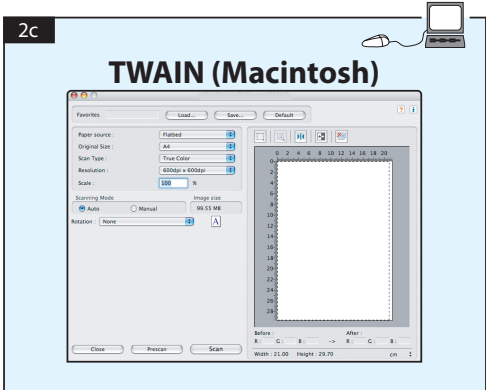 2c
TWAIN (Macintosh)
Favorites Load... Save... Default ? i
Paper source : Flatbed
Original Size : A4
Scan Type : True Color
Resolution : 600dpi x 600dpi
Scale : 100 %
Scanning Mode Image size
Auto Manual 99.55 MB
Rotation : None A
0 2 4 6 8 10 12 14 16 18 20
0
2
4
6
8
10
12
14
16
18
20
22
24
26
28
Before : After :
R: G: B: -> R: G: B:
Width : 21.00 Height : 29.70 cm
Close Prescan Scan